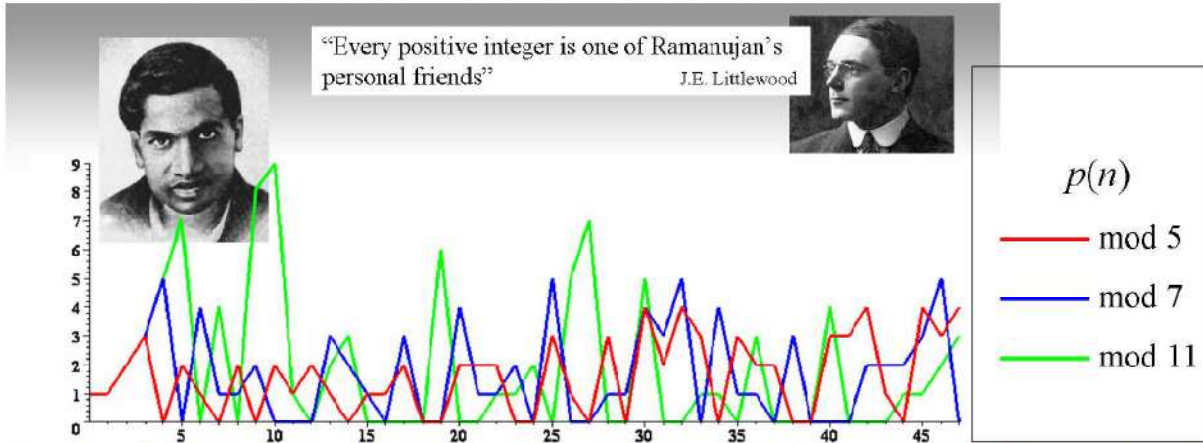 “Every positive integer is one of Ramanujan’s
personal friends”
J.E. Littlewood
p(n)
mod 5
mod 7
mod 11
9
8
7
6
5
4
3
2
1
0
5 10 15 20 25 30 35 40 45